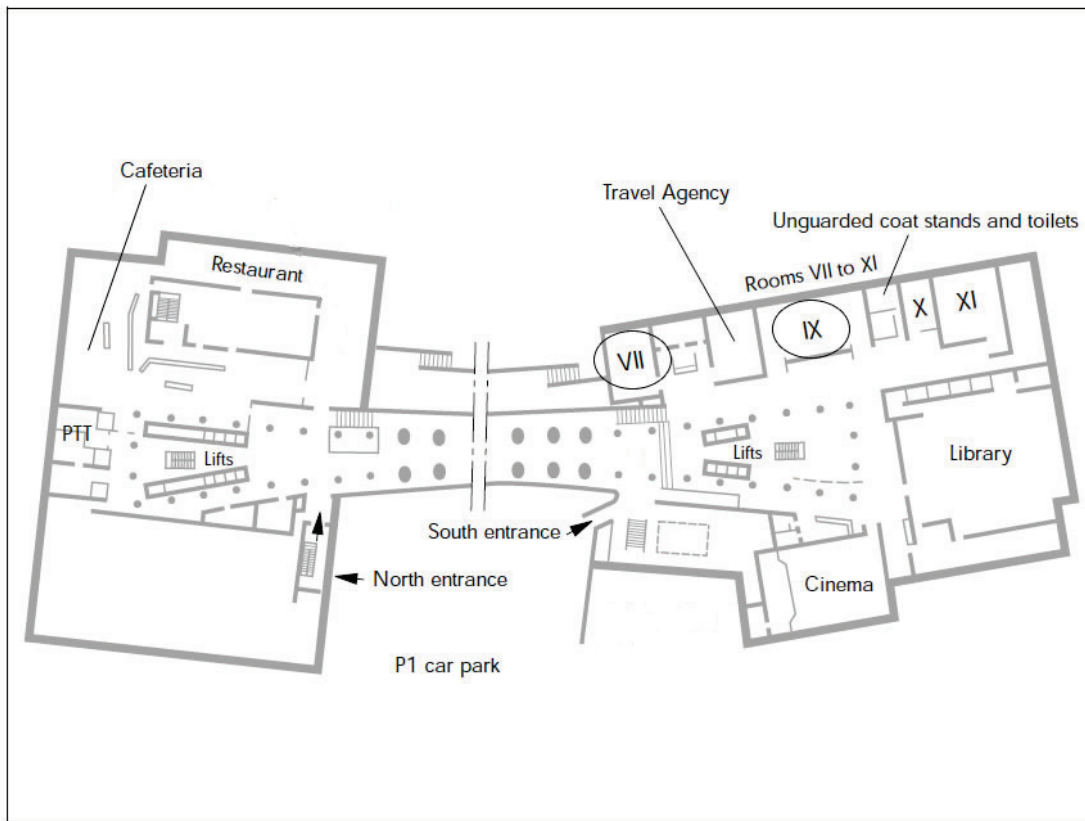 Cafeteria
Travel Agency
Unguarded coat stands and toilets
Restaurant
Rooms VII to XI
VII
IX
X
XI
PTT
Lifts
Lifts
Library
South entrance
North entrance
Cinema
P1 car park